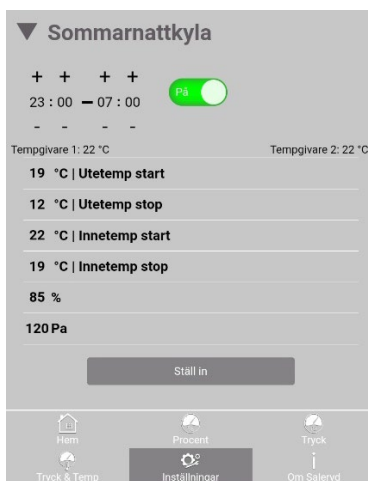 ▼ Sommarnattkyla
+ + + +
23 : 00 – 07 : 00
På
- - - -
Tempgivare 1: 22 °C Tempgivare 2: 22 °C
19 °C | Utetemp start
12 °C | Utetemp stop
22 °C | Innetemp start
19 °C | Innetemp stop
85 %
120 Pa
Ställ in
Hem Procent Tryck
Tryck & Temp Inställningar Om Saleryd